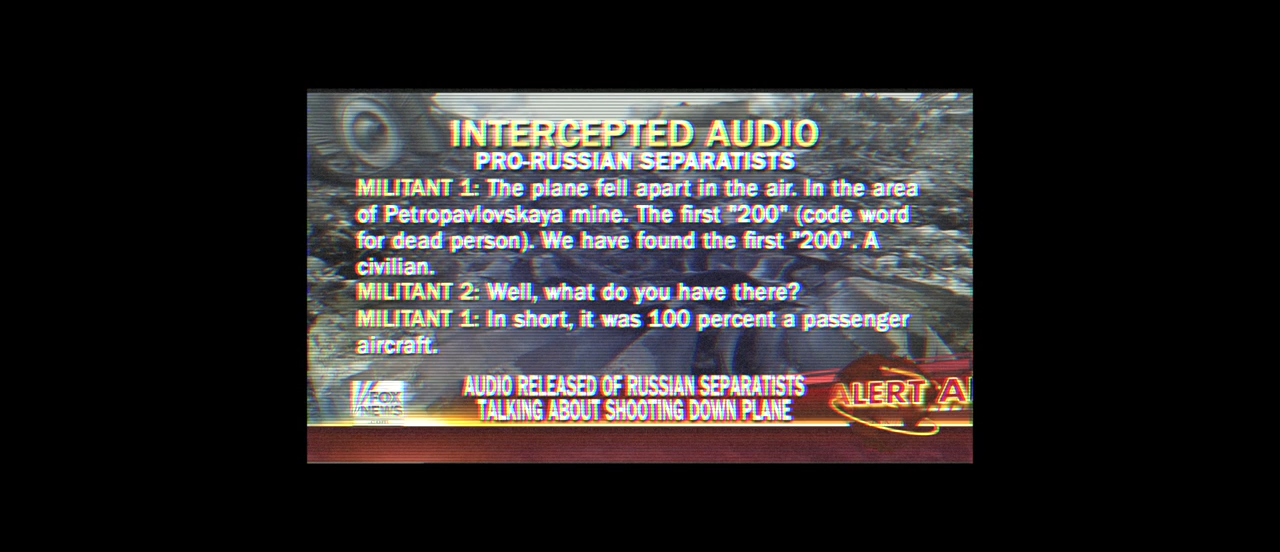 INTERCEPTED AUDIO
PRO-RUSSIAN SEPARATISTS
MILITANT 1: The plane fell apart in the air. In the area
of Petropavlovskaya mine. The first "200" (code word
for dead person). We have found the first "200". A
civilian.
MILITANT 2: Well, what do you have there?
MILITANT 1: In short, it was 100 percent a passenger
aircraft.
AUDIO RELEASED OF RUSSIAN SEPARATISTS
TALKING ABOUT SHOOTING DOWN PLANE
ALERT AL
FOX
NEWS
.com